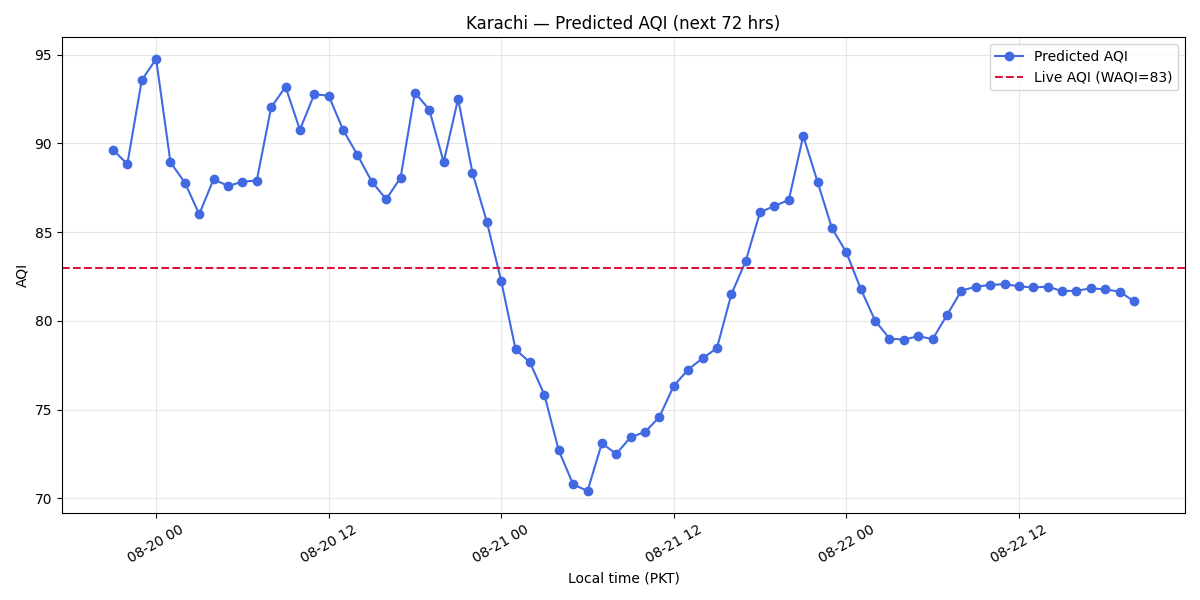 Karachi — Predicted AQI (next 72 hrs)
Predicted AQI
Live AQI (WAQI=83)
AQI
95
90
85
80
75
70
08-20 00
08-20 12
08-21 00
08-21 12
08-22 00
08-22 12
Local time (PKT)